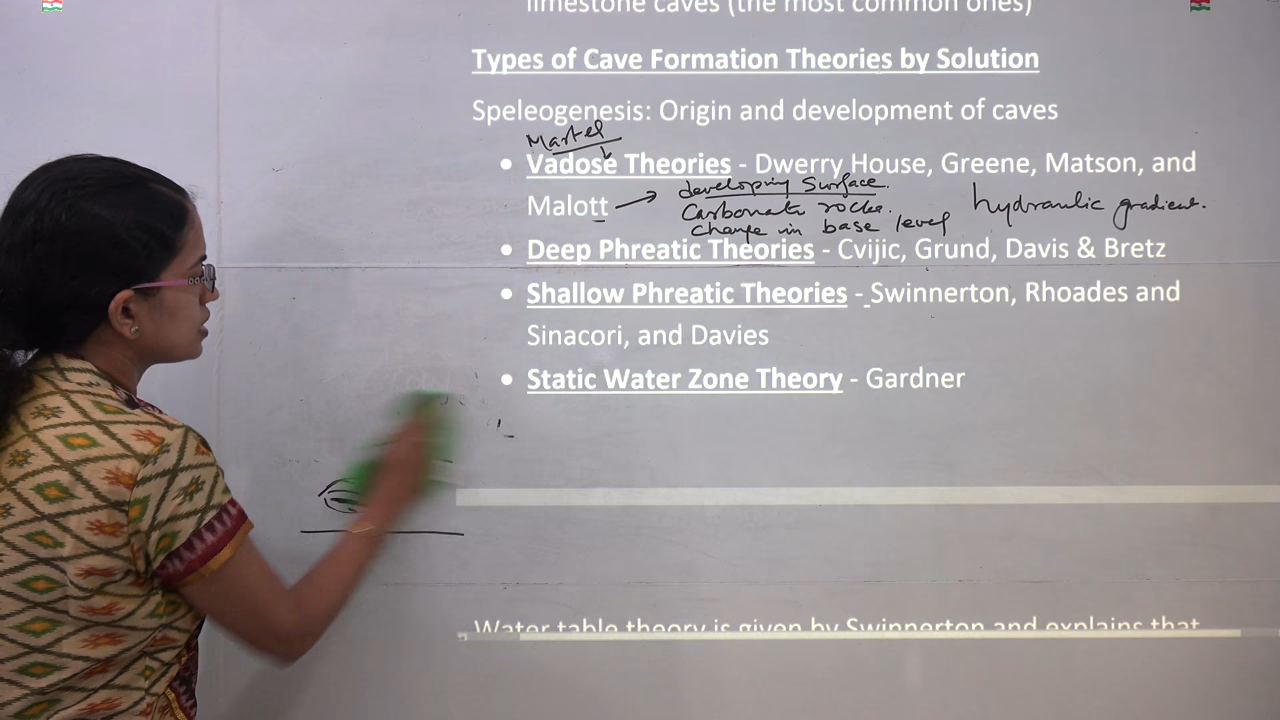 limestone caves (the most common ones)
Types of Cave Formation Theories by Solution
Speleogenesis: Origin and development of caves
Martel
• Vadose Theories - Dwerry House, Greene, Matson, and
Malott → developing surface.
Carbonate rocks. hydraulic gradient.
change in base level
• Deep Phreatic Theories - Cvijic, Grund, Davis & Bretz
• Shallow Phreatic Theories - Swinnerton, Rhoades and
Sinacori, and Davies
• Static Water Zone Theory - Gardner
Water table theory is given by Swinnerton and explains that